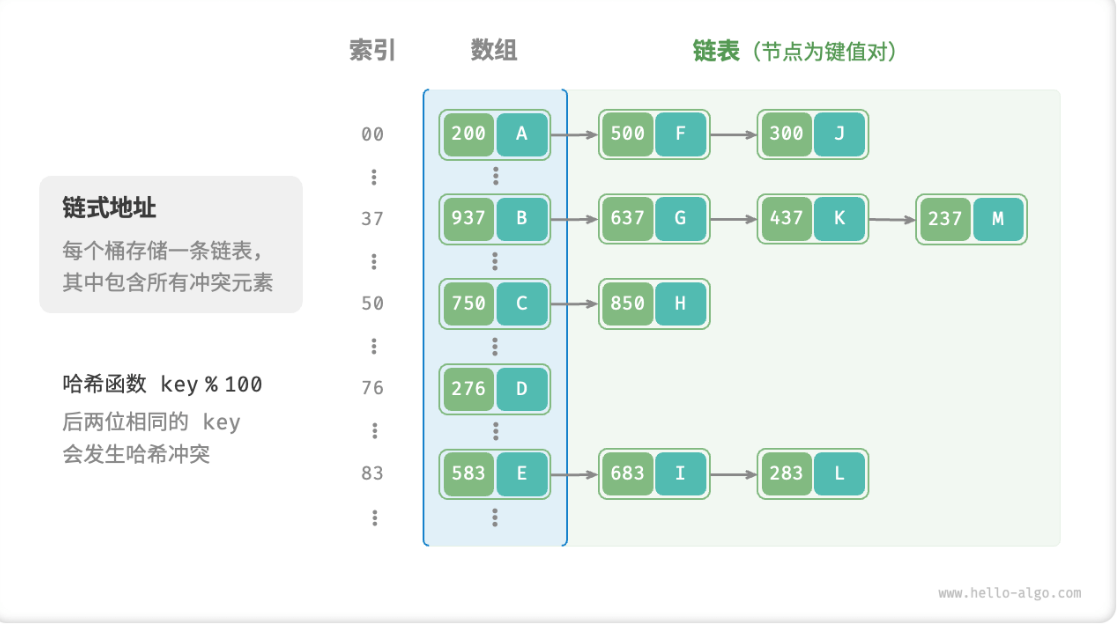 索引 数组 链表（节点为键值对）
00 200 A 500 F 300 J
链式地址
每个桶存储一条链表，
其中包含所有冲突元素
37 937 B 637 G 437 K 237 M
50 750 C 850 H
哈希函数 key % 100
后两位相同的 key
会发生哈希冲突
76 276 D
83 583 E 683 I 283 L
www.hello-algo.com